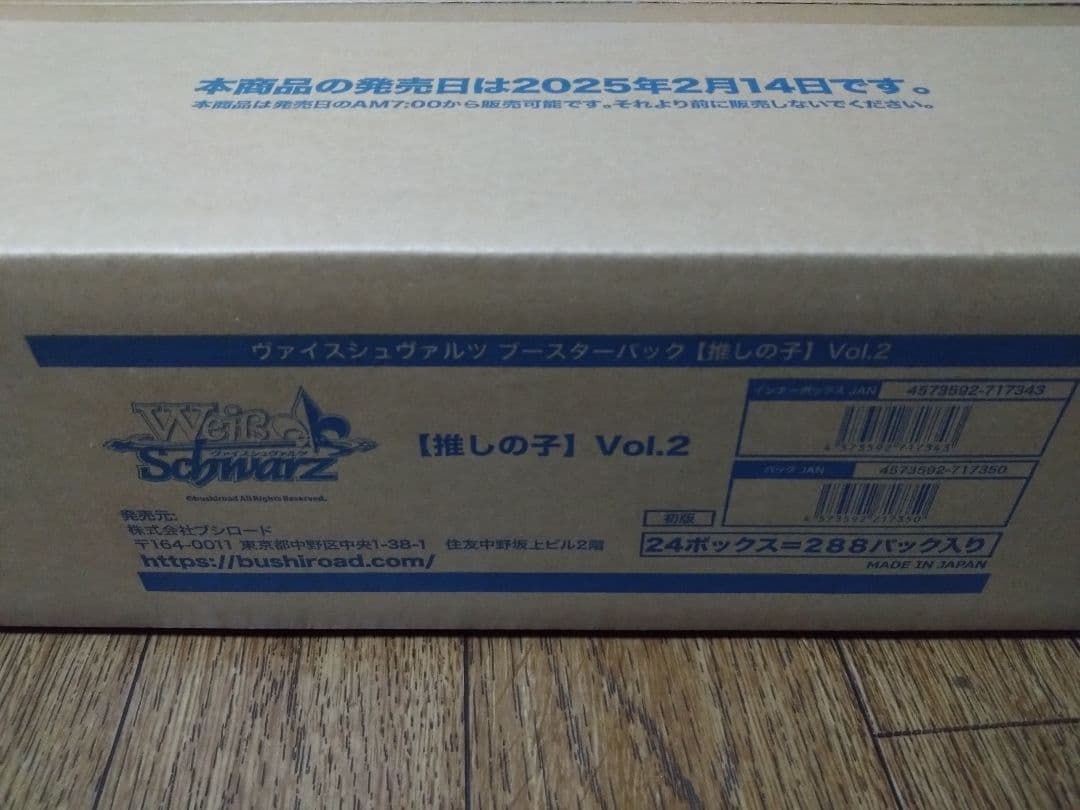 本商品の発売日は2025年2月14日です。
本商品は発売日のAM7:00から販売可能です。それより前に販売しないでください。
ヴァイスシュヴァルツ ブースターパック【推しの子】Vol.2
Weiß
ヴァイスシュヴァルツ
Schwarz
©bushiroad All Rights Reserved.
【推しの子】Vol.2
インナーボックス JAN 4573592-717343
4 573592 717343
パック JAN 4573592-717350
4 573592 717350
発売元:
株式会社ブシロード
〒164-0011 東京都中野区中央1-38-1 住友中野坂上ビル2階
https://bushiroad.com/
初版
24ボックス=288パック入り
MADE IN JAPAN